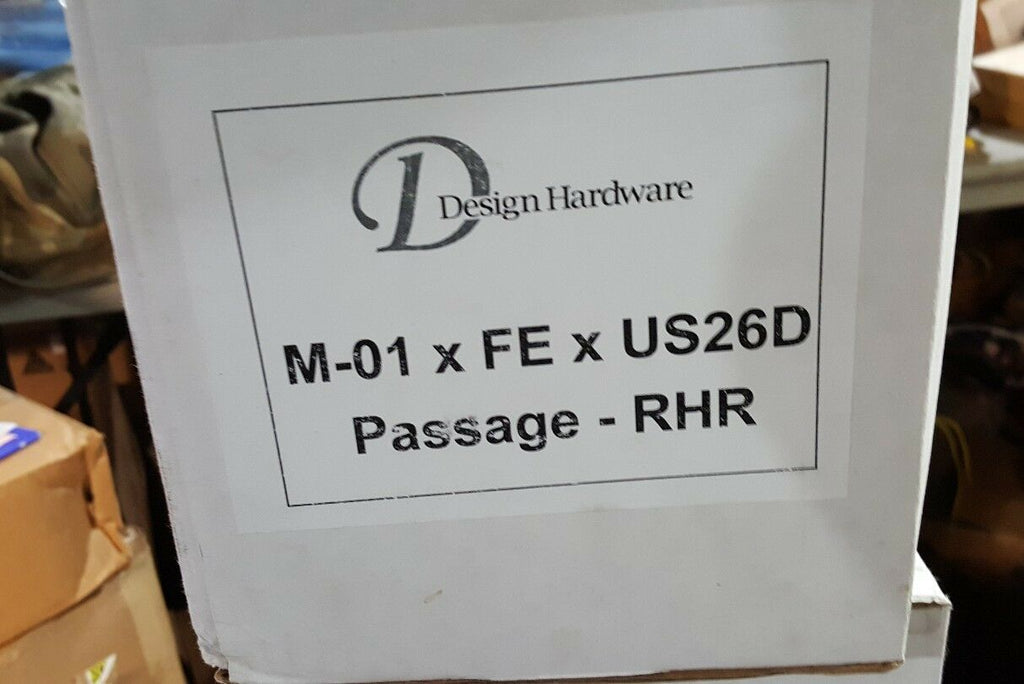 D
Design Hardware
M-01 x FE x US26D
Passage - RHR